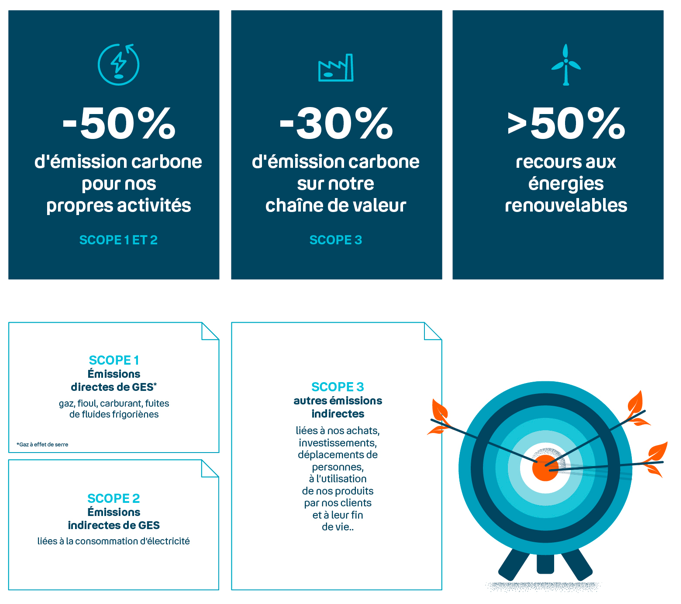 -50%
d'émission carbone
pour nos
propres activités
SCOPE 1 ET 2
-30%
d'émission carbone
sur notre
chaîne de valeur
SCOPE 3
>50%
recours aux
énergies
renouvelables
SCOPE 1
Émissions
directes de GES*
gaz, fioul, carburant, fuites
de fluides frigoriènes
*Gaz à effet de serre
SCOPE 2
Émissions
indirectes de GES
liées à la consommation d'électricité
SCOPE 3
autres émissions
indirectes
liées à nos achats,
investissements,
déplacements de
personnes,
à l'utilisation
de nos produits
par nos clients
et à leur fin
de vie..